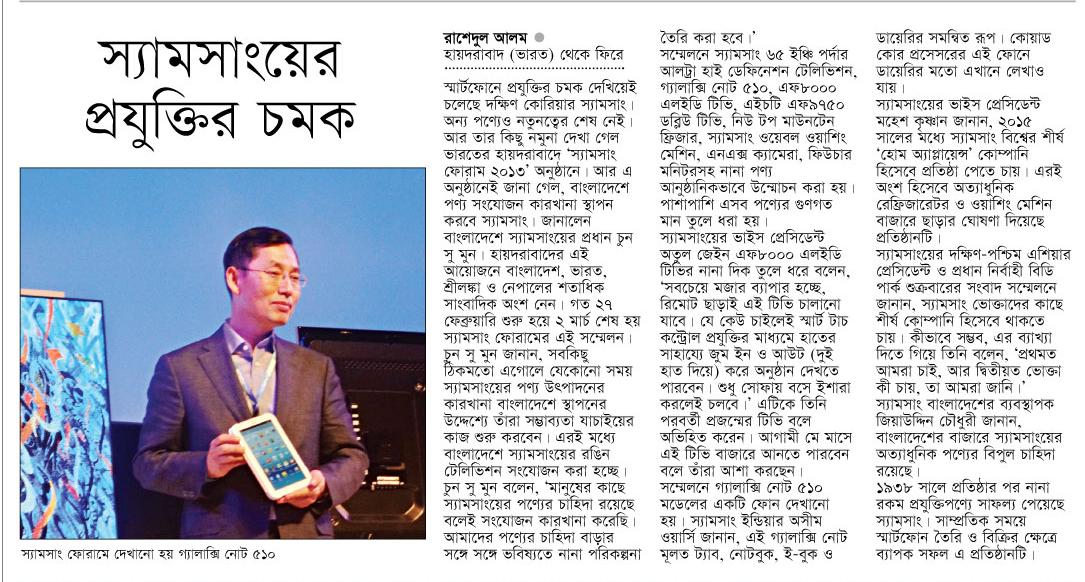 স্যামসাংয়ের
প্রযুক্তির চমক
স্যামসাং ফোরামে দেখানো হয় গ্যালাক্সি নোট ৫১০
রাশেদুল আলম
হায়দরাবাদ (ভারত) থেকে ফিরে
স্মার্টফোনে প্রযুক্তির চমক দেখিয়েই
চলেছে দক্ষিণ কোরিয়ার স্যামসাং।
অন্য পণ্যেও নতুনত্বের শেষ নেই।
আর তার কিছু নমুনা দেখা গেল
ভারতের হায়দরাবাদে ‘স্যামসাং
ফোরাম ২০১৩’ অনুষ্ঠানে। আর এ
অনুষ্ঠানেই জানা গেল, বাংলাদেশে
পণ্য সংযোজন কারখানা স্থাপন
করবে স্যামসাং। জানালেন
বাংলাদেশে স্যামসাংয়ের প্রধান চুন
সু মুন। হায়দরাবাদের এই
আয়োজনে বাংলাদেশ, ভারত,
শ্রীলঙ্কা ও নেপালের শতাধিক
সাংবাদিক অংশ নেন। গত ২৭
ফেব্রুয়ারি শুরু হয়ে ২ মার্চ শেষ হয়
স্যামসাং ফোরামের এই সম্মেলন।
চুন সু মুন জানান, সবকিছু
ঠিকমতো এগোলে যেকোনো সময়
স্যামসাংয়ের পণ্য উৎপাদনের
কারখানা বাংলাদেশে স্থাপনের
উদ্দেশ্যে তাঁরা সম্ভাব্যতা যাচাইয়ের
কাজ শুরু করবেন। এরই মধ্যে
বাংলাদেশে স্যামসাংয়ের রঙিন
টেলিভিশন সংযোজন করা হচ্ছে।
চুন সু মুন বলেন, ‘মানুষের কাছে
স্যামসাংয়ের পণ্যের চাহিদা রয়েছে
বলেই সংযোজন কারখানা করেছি।
আমাদের পণ্যের চাহিদা বাড়ার
সঙ্গে সঙ্গে ভবিষ্যতে নানা পরিকল্পনা
তৈরি করা হবে।’
সম্মেলনে স্যামসাং ৬৫ ইঞ্চি পর্দার
আলট্রা হাই ডেফিনেশন টেলিভিশন,
গ্যালাক্সি নোট ৫১০, এফ৮০০০
এলইডি টিভি, এইচটি এফ৯৭৫০
ডব্লিউ টিভি, নিউ টপ মাউনটেন
ফ্রিজার, স্যামসাং ওয়েবল ওয়াশিং
মেশিন, এনএক্স ক্যামেরা, ফিউচার
মনিটরসহ নানা পণ্য
আনুষ্ঠানিকভাবে উন্মোচন করা হয়।
পাশাপাশি এসব পণ্যের গুণগত
মান তুলে ধরা হয়।
স্যামসাংয়ের ভাইস প্রেসিডেন্ট
অতুল জেইন এফ৮০০০ এলইডি
টিভির নানা দিক তুলে ধরে বলেন,
‘সবচেয়ে মজার ব্যাপার হচ্ছে,
রিমোট ছাড়াই এই টিভি চালানো
যাবে। যে কেউ চাইলেই স্মার্ট টাচ
কন্ট্রোল প্রযুক্তির মাধ্যমে হাতের
সাহায্যে জুম ইন ও আউট (দুই
হাত দিয়ে) করে অনুষ্ঠান দেখতে
পারবেন। শুধু সোফায় বসে ইশারা
করলেই চলবে।’ এটিকে তিনি
পরবর্তী প্রজন্মের টিভি বলে
অভিহিত করেন। আগামী মে মাসে
এই টিভি বাজারে আনতে পারবেন
বলে তাঁরা আশা করছেন।
সম্মেলনে গ্যালাক্সি নোট ৫১০
মডেলের একটি ফোন দেখানো
হয়। স্যামসাং ইন্ডিয়ার অসীম
ওয়ার্সি জানান, এই গ্যালাক্সি নোট
মূলত ট্যাব, নোটবুক, ই-বুক ও
ডায়েরির সমন্বিত রূপ। কোয়াড
কোর প্রসেসরের এই ফোনে
ডায়েরির মতো এখানে লেখাও
যায়।
স্যামসাংয়ের ভাইস প্রেসিডেন্ট
মহেশ কৃষ্ণান জানান, ২০১৫
সালের মধ্যে স্যামসাং বিশ্বের শীর্ষ
‘হোম অ্যাপ্লায়েন্স’ কোম্পানি
হিসেবে প্রতিষ্ঠা পেতে চায়। এরই
অংশ হিসেবে অত্যাধুনিক
রেফ্রিজারেটর ও ওয়াশিং মেশিন
বাজারে ছাড়ার ঘোষণা দিয়েছে
প্রতিষ্ঠানটি।
স্যামসাংয়ের দক্ষিণ-পশ্চিম এশিয়ার
প্রেসিডেন্ট ও প্রধান নির্বাহী বিডি
পার্ক শুক্রবারের সংবাদ সম্মেলনে
জানান, স্যামসাং ভোক্তাদের কাছে
শীর্ষ কোম্পানি হিসেবে থাকতে
চায়। কীভাবে সম্ভব, এর ব্যাখ্যা
দিতে গিয়ে তিনি বলেন, ‘প্রথমত
আমরা চাই, আর দ্বিতীয়ত ভোক্তা
কী চায়, তা আমরা জানি।’
স্যামসাং বাংলাদেশের ব্যবস্থাপক
জিয়াউদ্দিন চৌধুরী জানান,
বাংলাদেশের বাজারে স্যামসাংয়ের
অত্যাধুনিক পণ্যের বিপুল চাহিদা
রয়েছে।
১৯৩৮ সালে প্রতিষ্ঠার পর নানা
রকম প্রযুক্তিপণ্যে সাফল্য পেয়েছে
স্যামসাং। সাম্প্রতিক সময়ে
স্মার্টফোন তৈরি ও বিক্রির ক্ষেত্রে
ব্যাপক সফল এ প্রতিষ্ঠানটি।